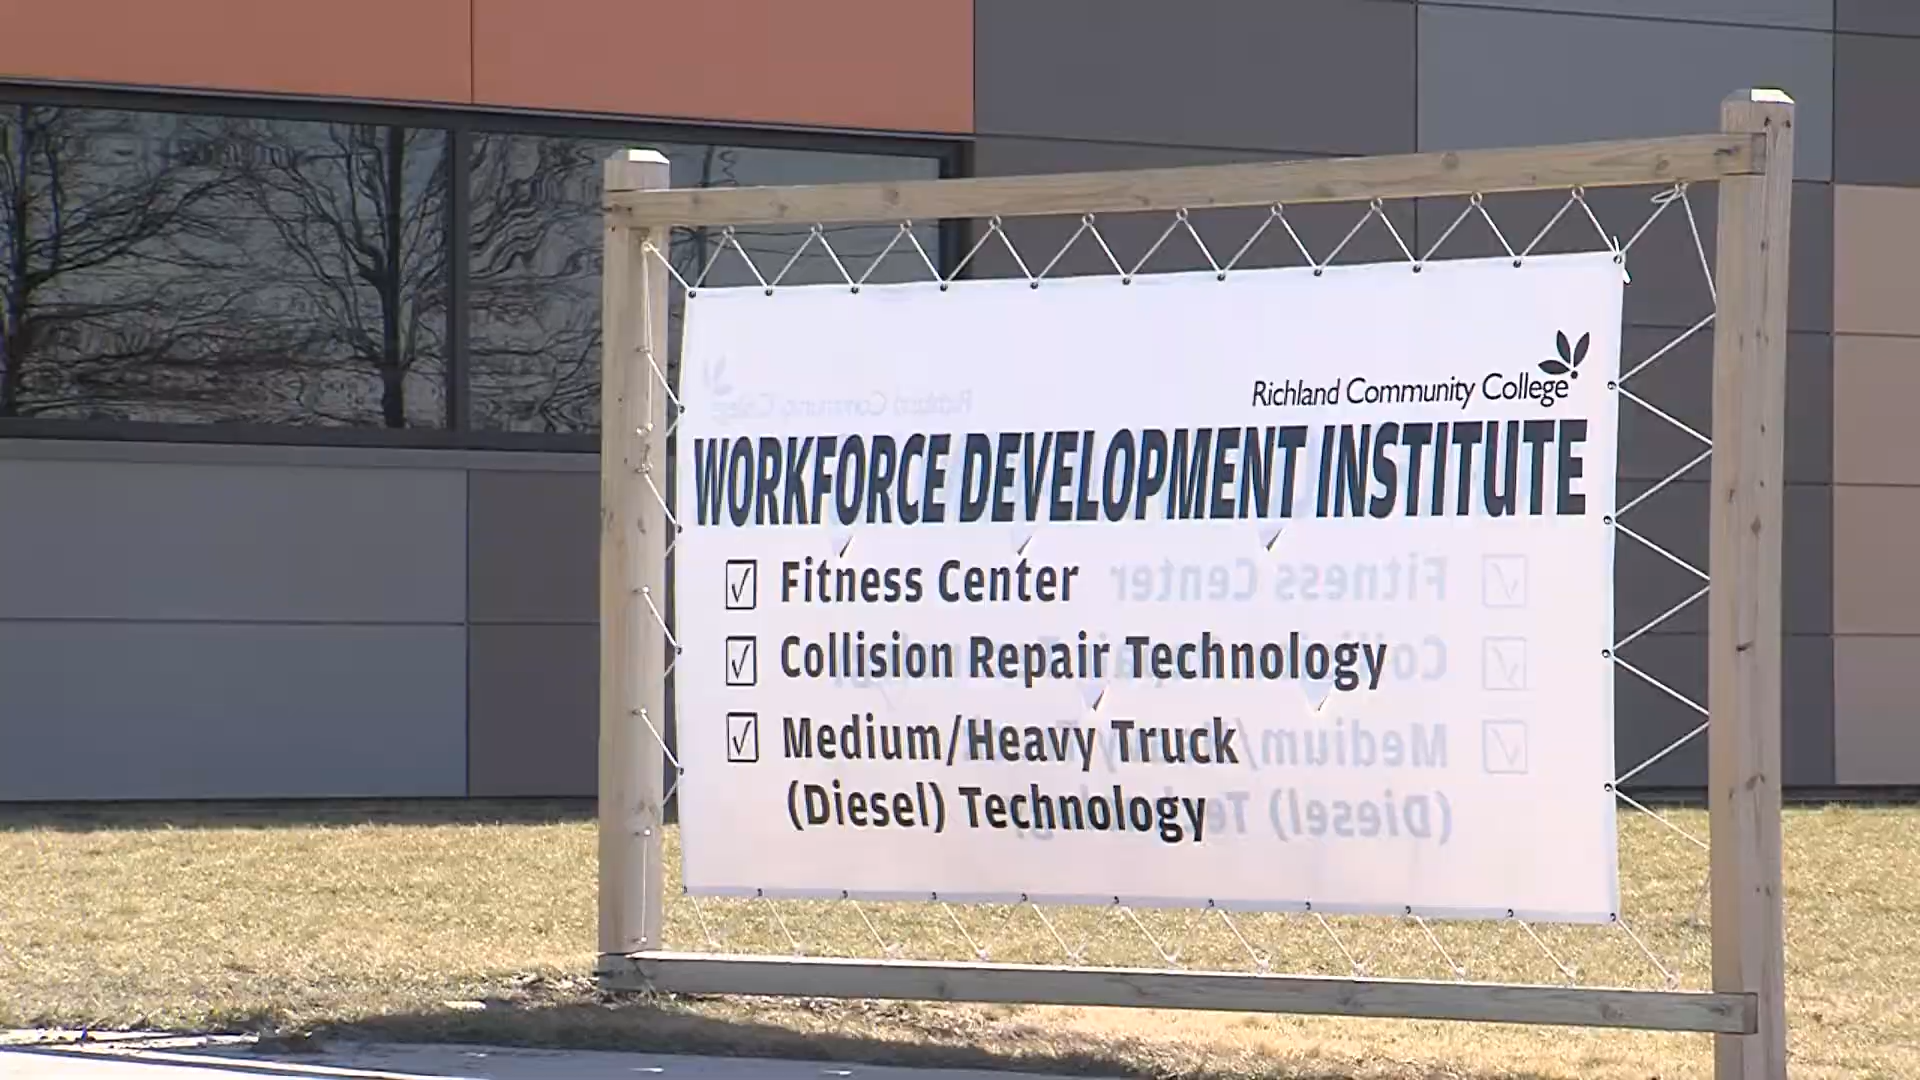 Richland Community College
WORKFORCE DEVELOPMENT INSTITUTE
Fitness Center
Collision Repair Technology
Medium/Heavy Truck
(Diesel) Technology